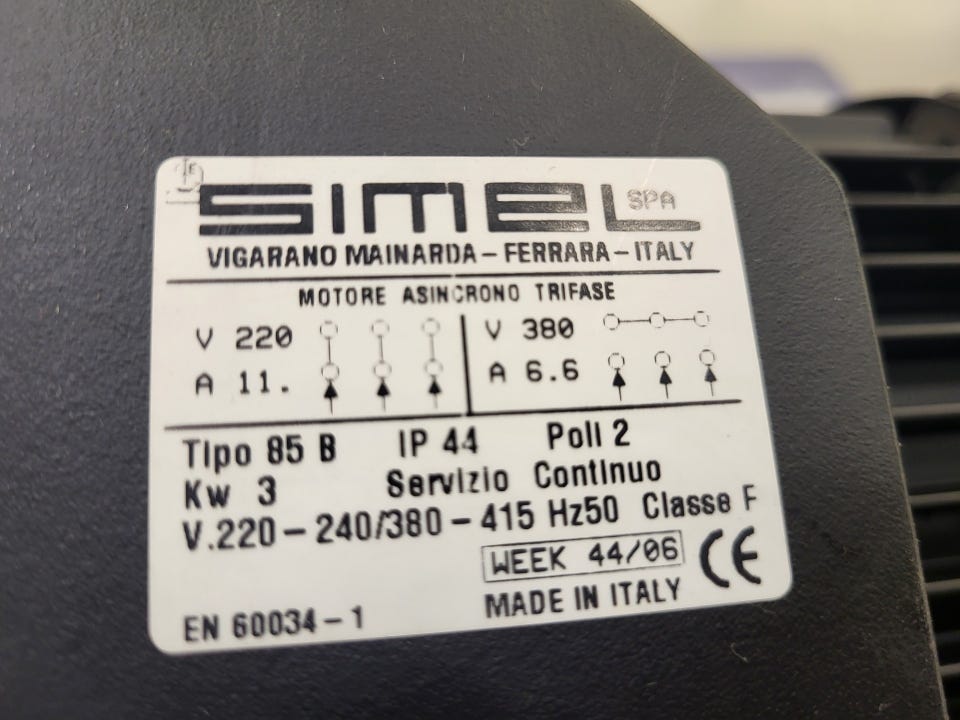 SIMEL SPA
VIGARANO MAINARDA - FERRARA - ITALY
MOTORE ASINCRONO TRIFASE
V 220
A 11.
V 380
A 6.6
Tipo 85 B IP 44 Poli 2
Kw 3 Servizio Continuo
V.220-240/380-415 Hz50 Classe F
WEEK 44/06 CE
EN 60034-1 MADE IN ITALY